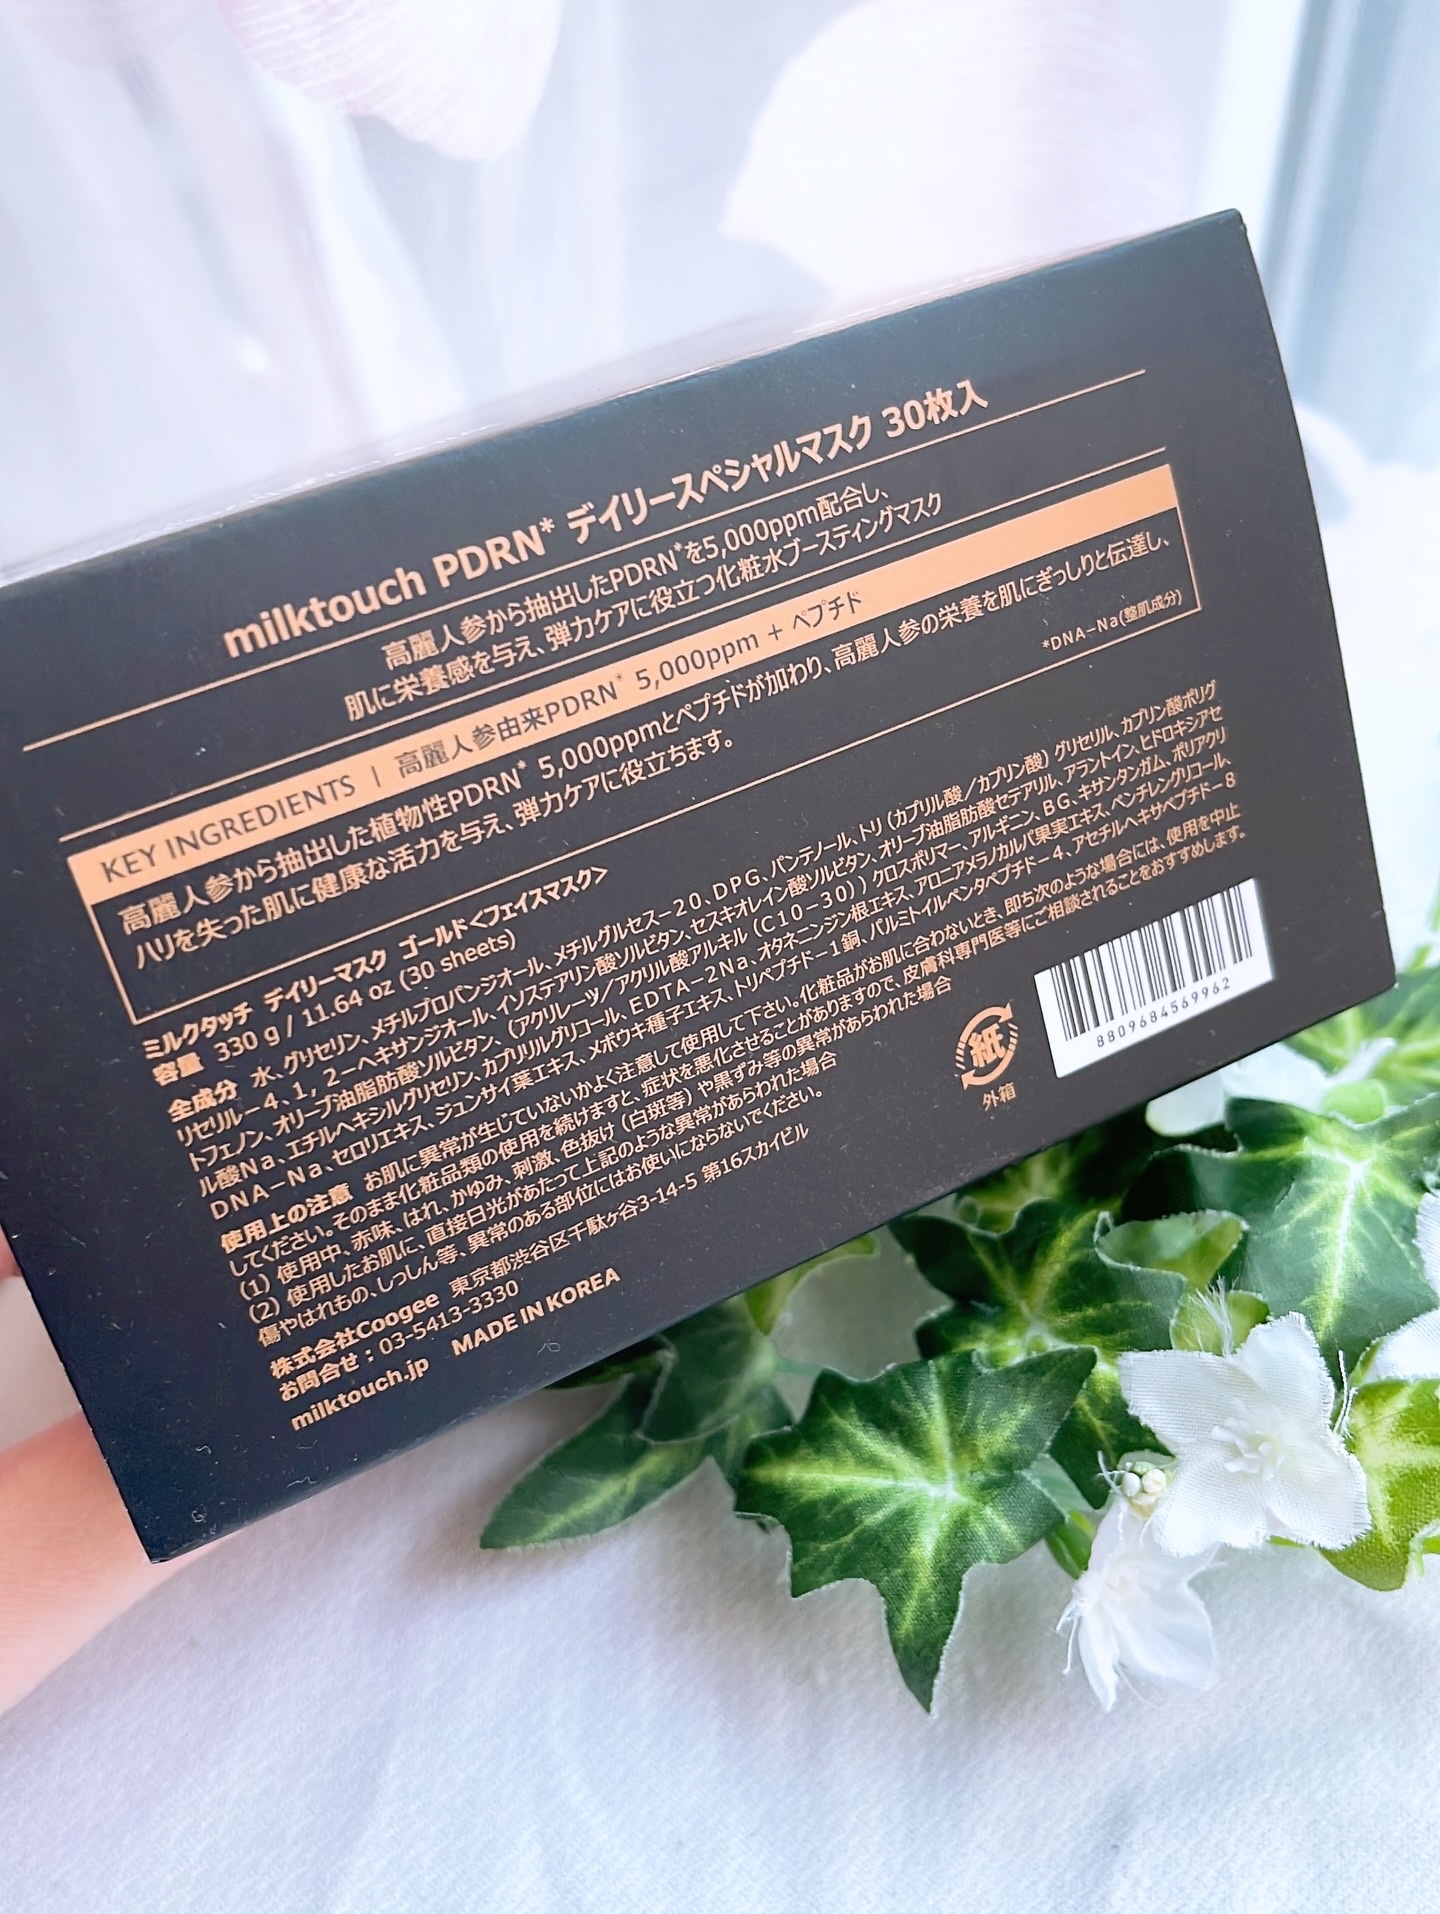 milktouch PDRN* デイリースペシャルマスク 30枚入
高麗人参から抽出したPDRN*を5,000ppm配合し、
肌に栄養感を与え、弾力ケアに役立つ化粧水ブースティングマスク
KEY INGREDIENTS | 高麗人参由来PDRN* 5,000ppm + ペプチド
高麗人参から抽出した植物性PDRN* 5,000ppmとペプチドが加わり、高麗人参の栄養を肌にぎっしりと伝達し、
ハリを失った肌に健康な活力を与え、弾力ケアに役立ちます。
*DNA-Na(整肌成分)
ミルクタッチ デイリーマスク ゴールド<フェイスマスク>
容量 330 g / 11.64 oz (30 sheets)
全成分 水、グリセリン、メチルプロパンジオール、メチルグルセス-20、DPG、パンテノール、トリ(カプリル酸/カプリン酸)グリセリル、カプリン酸ポリグ
リセリル-4、1,2-ヘキサンジオール、イソステアリン酸ソルビタン、セスキオレイン酸ソルビタン、オリーブ油脂肪酸セテアリル、アラントイン、ヒドロキシアセ
トフェノン、オリーブ油脂肪酸ソルビタン、(アクリレーツ/アクリル酸アルキル(C10-30))クロスポリマー、アルギニン、BG、キサンタンガム、ポリアクリ
ル酸Na、エチルヘキシルグリセリン、カプリリルグリコール、EDTA-2Na、オタネニンジン根エキス、アロニアメラノカルパ果実エキス、ペンチレングリコール、
DNA-Na、セロリエキス、ジュンサイ葉エキス、メボウキ種子エキス、トリペプチド-1銅、パルミトイルペンタペプチド-4、アセチルヘキサペプチド-8
使用上の注意 お肌に異常が生じていないかよく注意して使用して下さい。化粧品がお肌に合わないとき、即ち次のような場合には、使用を中止
してください。そのまま化粧品類の使用を続けますと、症状を悪化させることがありますので、皮膚科専門医等にご相談されることをおすすめします。
(1) 使用中、赤味、はれ、かゆみ、刺激、色抜け(白斑等)や黒ずみ等の異常があらわれた場合
(2) 使用したお肌に、直接日光があたって上記のような異常があらわれた場合
傷やはれもの、しっしん等、異常のある部位にはお使いにならないでください。
株式会社Coogee 東京都渋谷区千駄ヶ谷3-14-5 第16スカイビル
お問合せ : 03-5413-3330
milktouch.jp MADE IN KOREA
紙
外箱
8809684569962